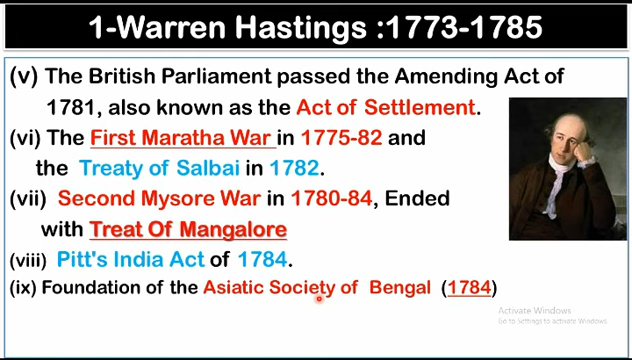 1-Warren Hastings :1773-1785
(v) The British Parliament passed the Amending Act of
1781, also known as the Act of Settlement.
(vi) The First Maratha War in 1775-82 and
the Treaty of Salbai in 1782.
(vii) Second Mysore War in 1780-84, Ended
with Treat Of Mangalore
(viii) Pitt's India Act of 1784.
(ix) Foundation of the Asiatic Society of Bengal (1784)
Activate Windows
Go to Settings to activate Windows.